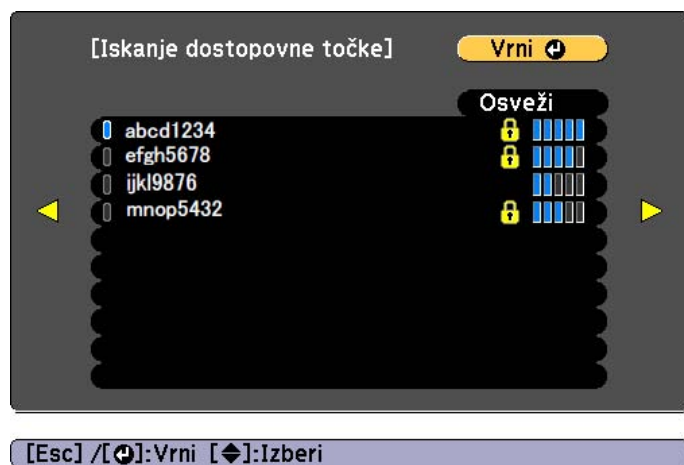 [Iskanje dostopovne točke] Vrni
Osveži
abcd1234
efgh5678
ijkl9876
mnop5432
[Esc] /[ ]:Vrni [ ]:Izberi